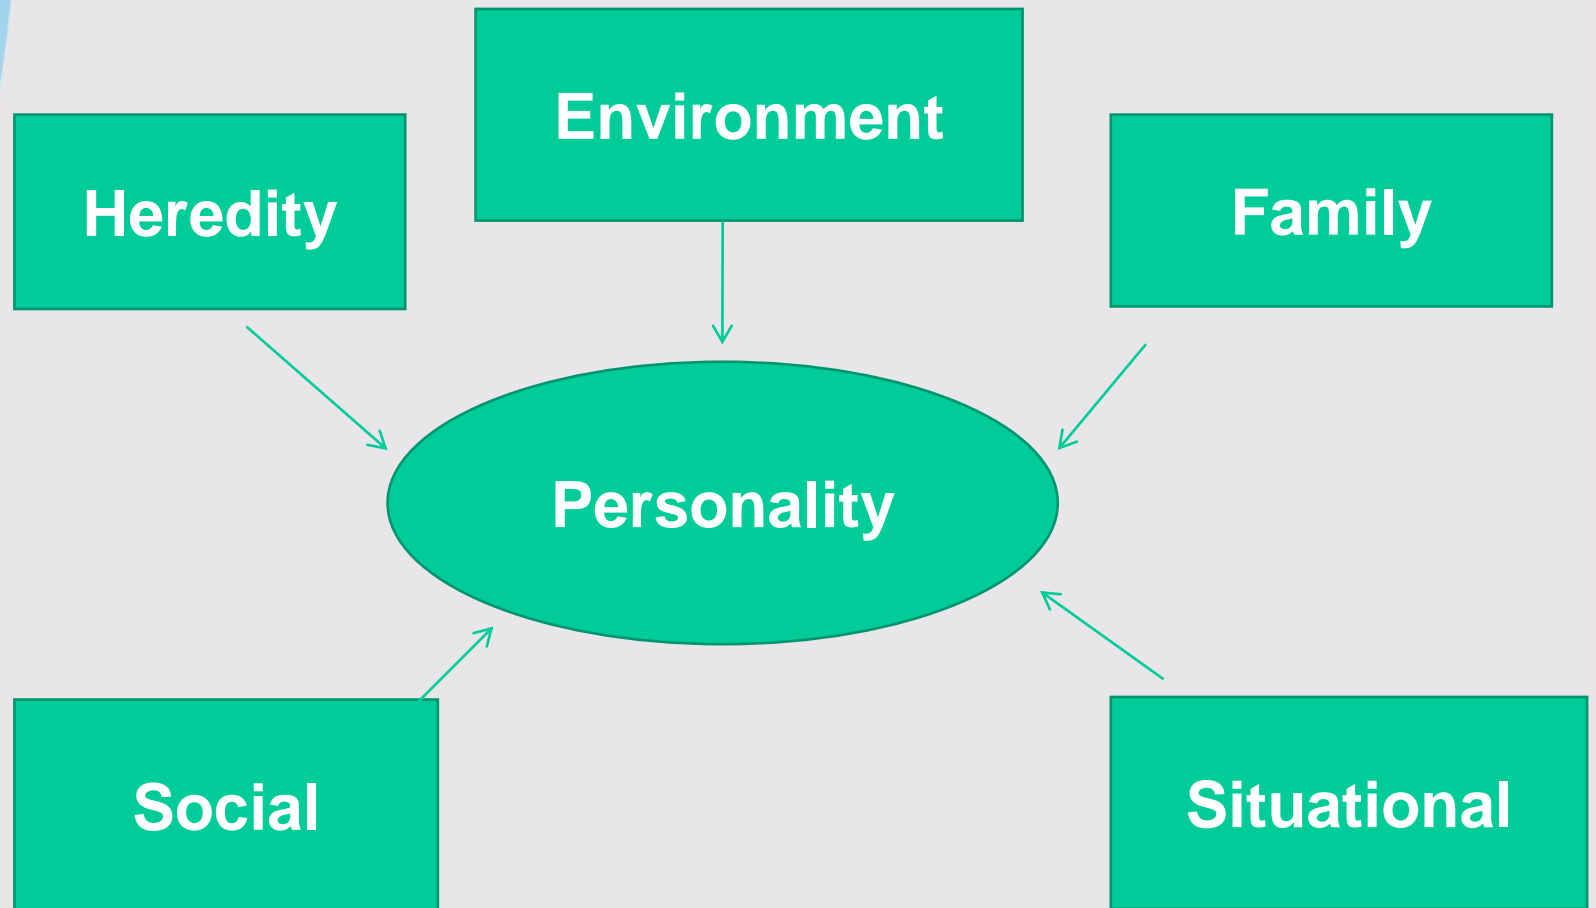 Environment
Heredity
Family
Personality
Social
Situational